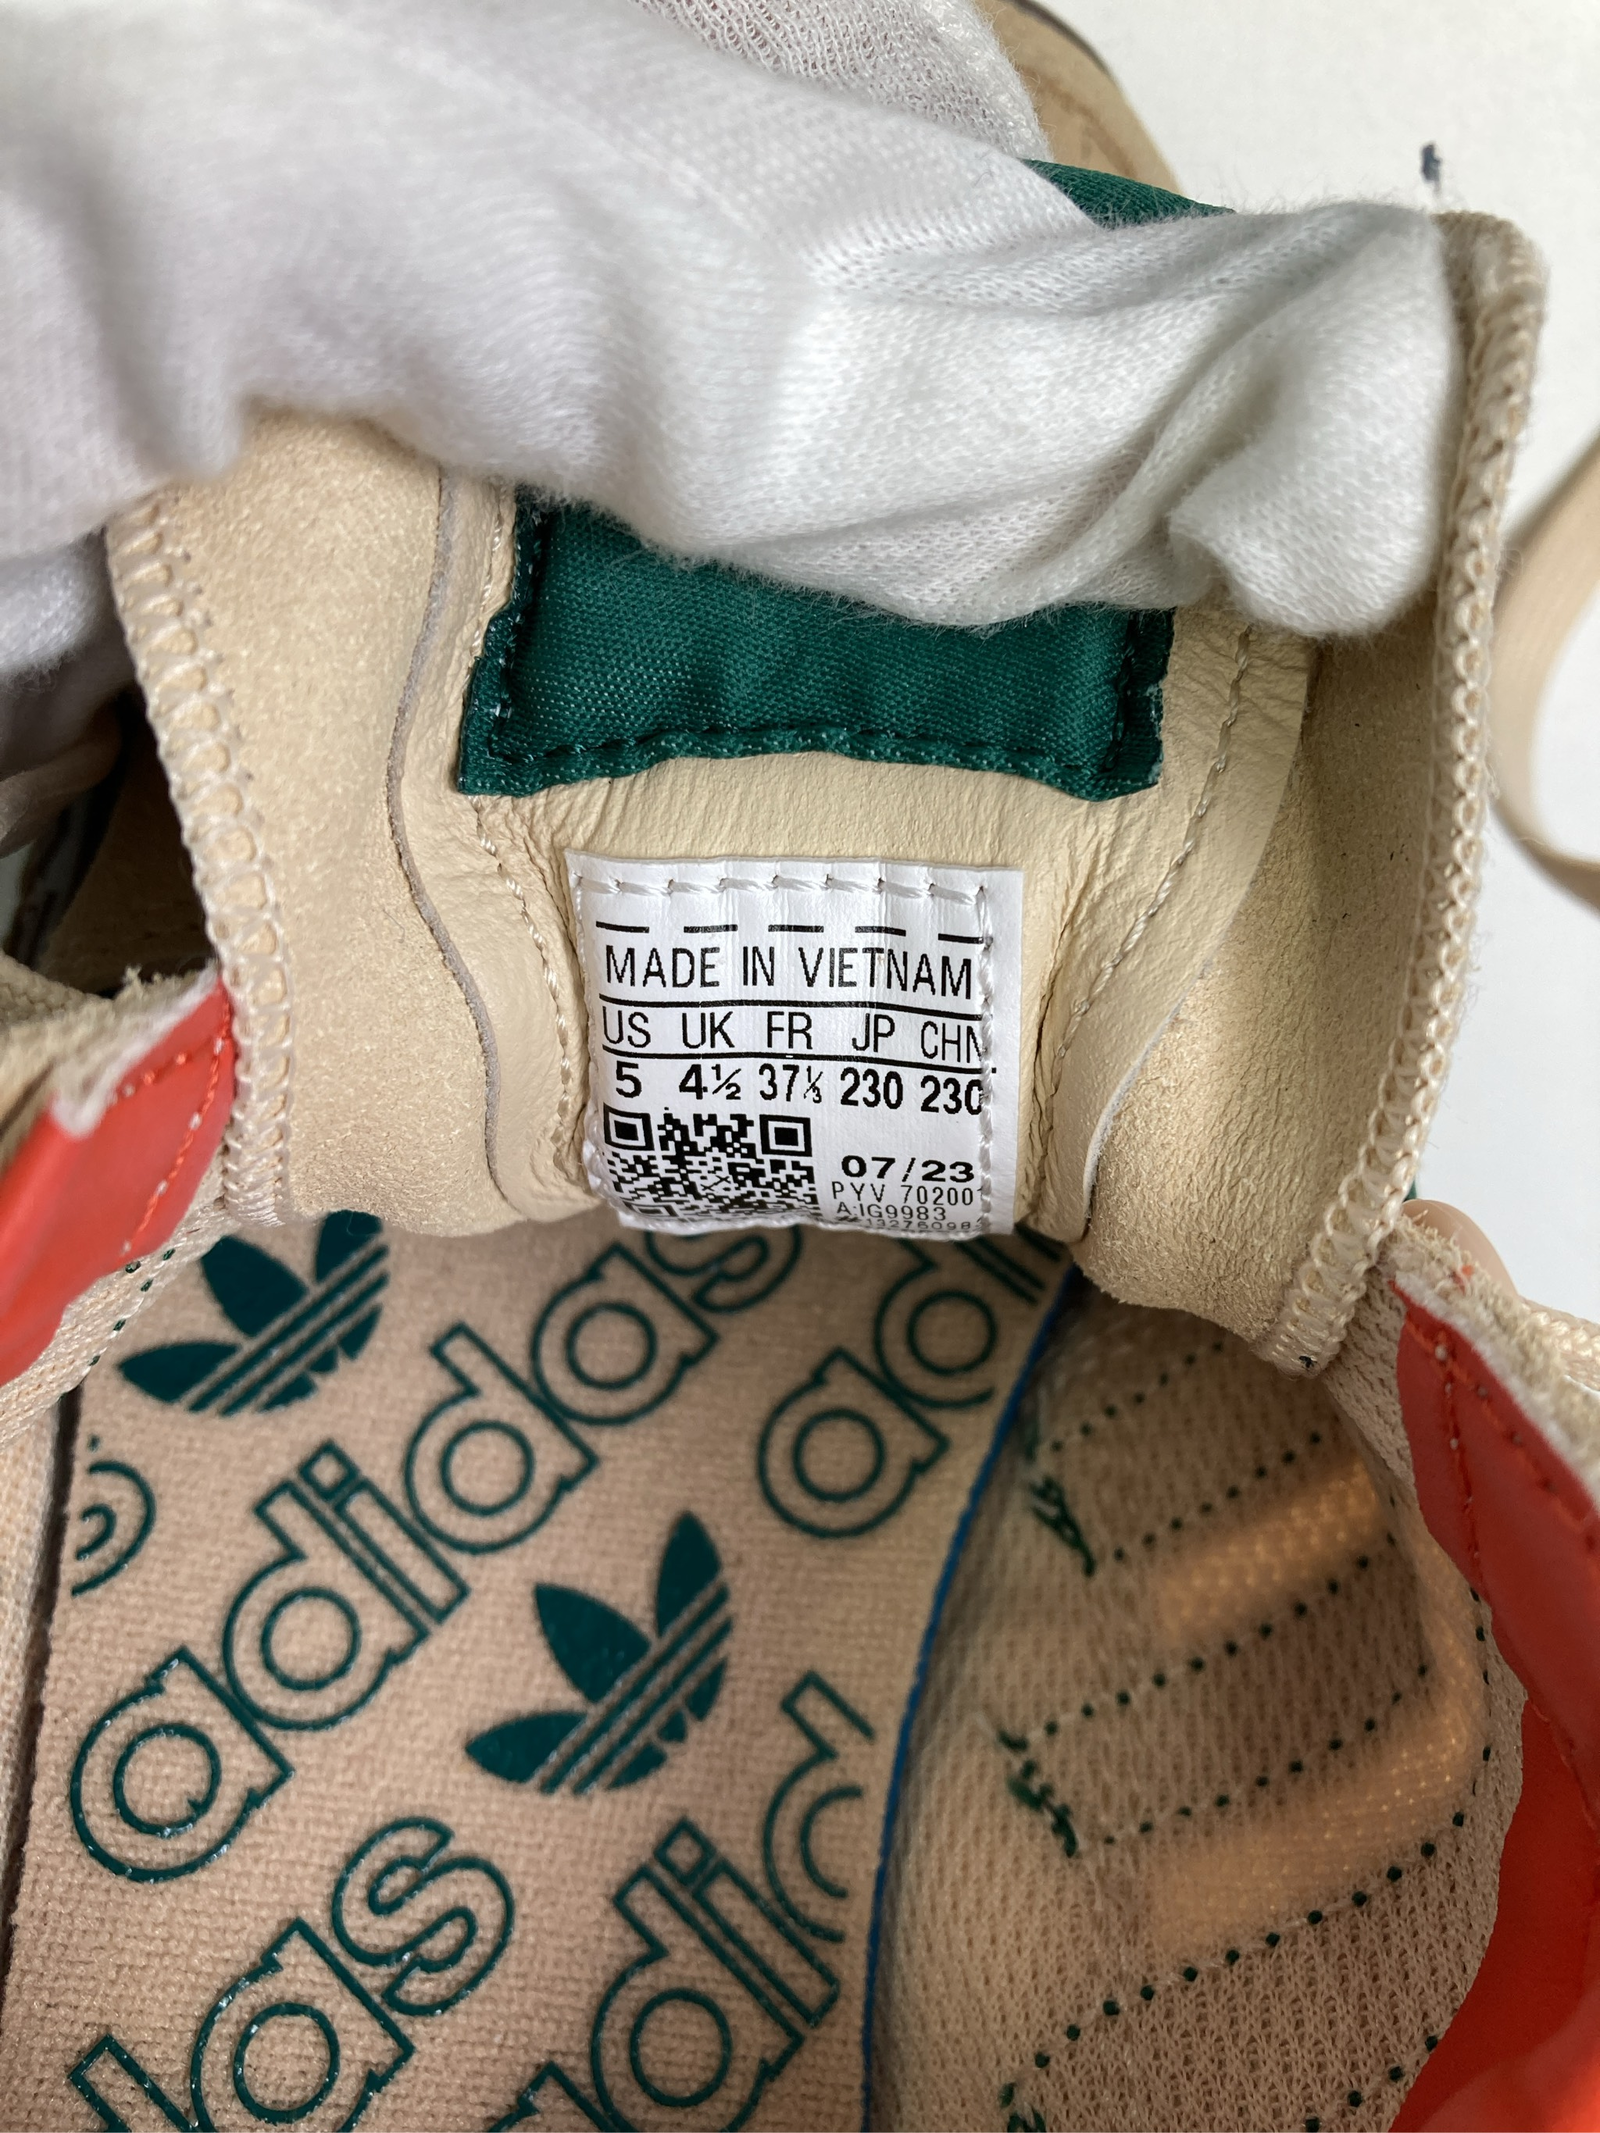 MADE IN VIETNAM
US UK FR JP CHN
5 4½ 37⅓ 230 230
07/23
PYV 702001
A:IG9983
adidas
adidas
adidas
adidas